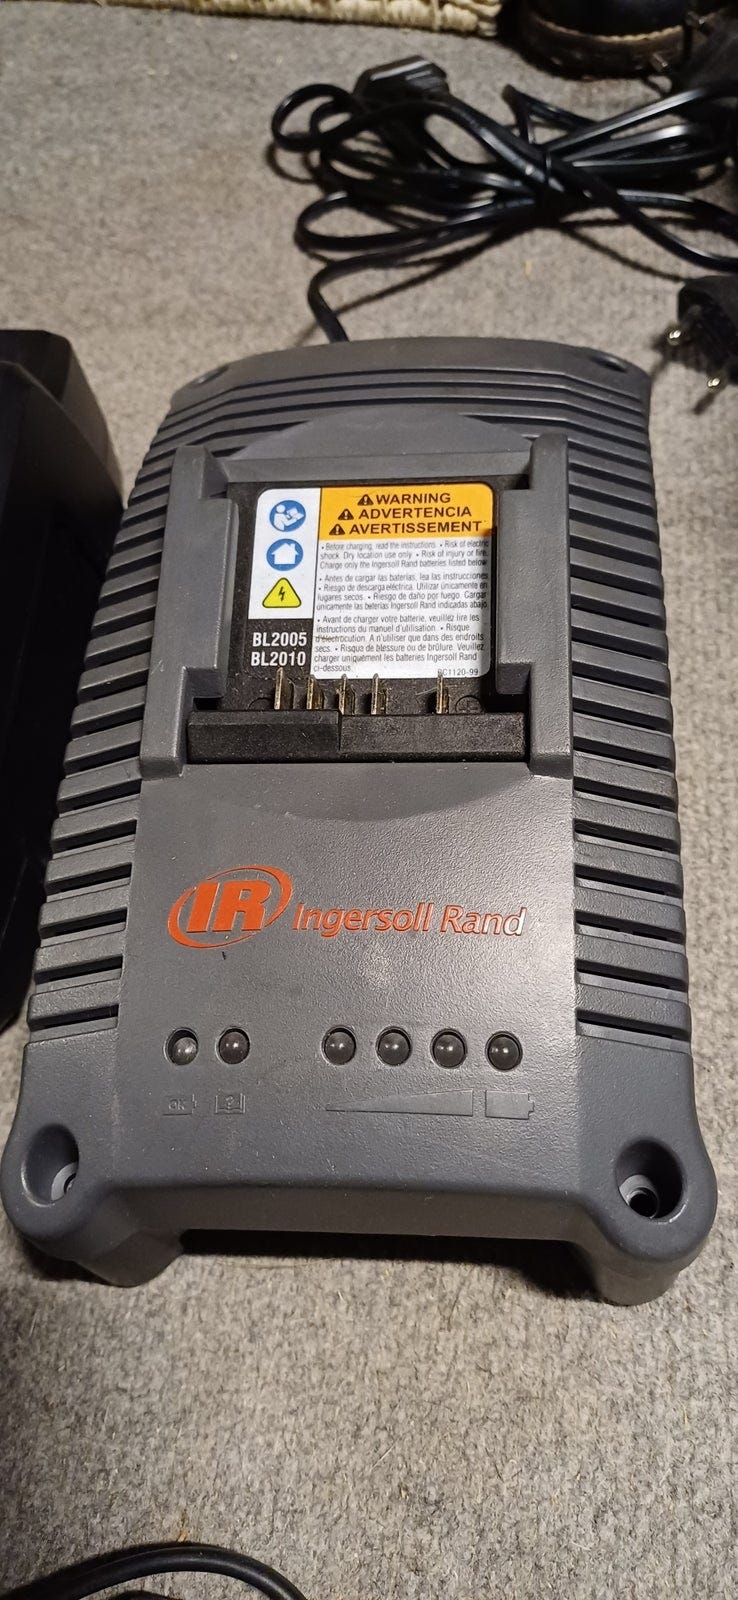 WARNING
ADVERTENCIA
AVERTISSEMENT
• Before charging, read the instructions. • Risk of electric
shock. Dry location use only. • Risk of injury or fire.
Charge only the Ingersoll Rand batteries listed below
• Antes de cargar las baterías, lea las instrucciones
• Riesgo de descarga eléctrica. Utilizar únicamente en
lugares secos. • Riesgo de daño por fuego. Cargar
únicamente las baterías Ingersoll Rand indicadas abajo
• Avant de charger votre batterie, veuillez lire les
instructions du manuel d'utilisation • Risque
d'électrocution. A n'utiliser que dans des endroits
secs. • Risque de blessure ou de brûlure. Veuillez
charger uniquement les batteries Ingersoll Rand
ci-dessous
BL2005
BL2010
BC1120-99
IR Ingersoll Rand
OK ?